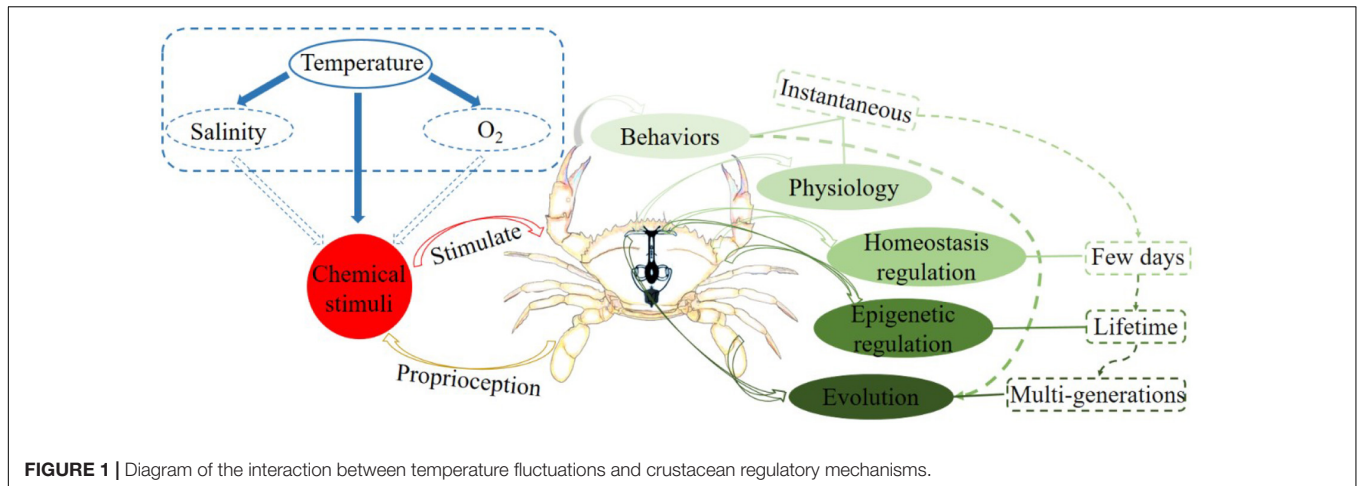 Temperature
Salinity
O2
Chemical
stimuli
Stimulate
Proprioception
Behaviors
Physiology
Homeostasis
regulation
Epigenetic
regulation
Evolution
Instantaneous
Few days
Lifetime
Multi-generations
FIGURE 1 | Diagram of the interaction between temperature fluctuations and crustacean regulatory mechanisms.